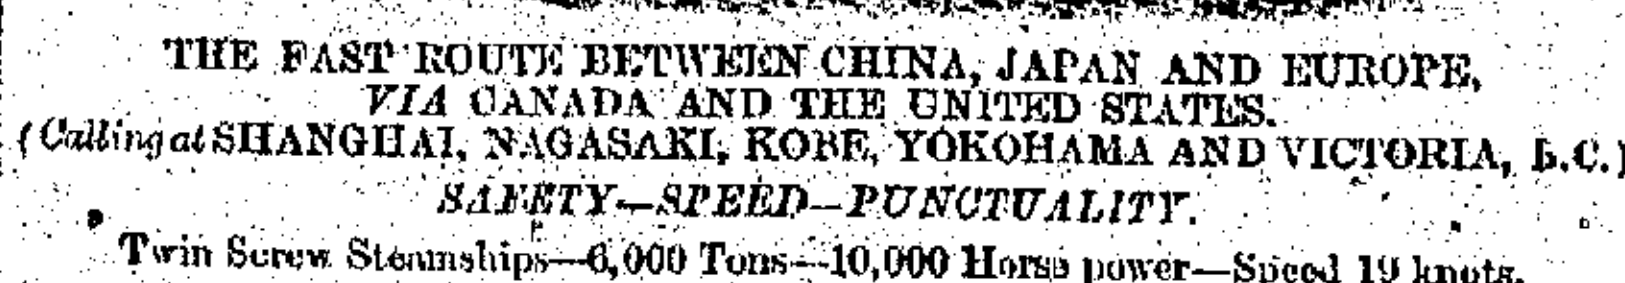 THE FAST ROUTE BETWEEN CHINA, JAPAN AND EUROPE,
VIA CANADA AND THE UNITED STATES.
(Calling at SHANGHAI, NAGASAKI, KOBE, YOKOHAMA AND VICTORIA, B.C.)
SAFETY—SPEED—PUNCTUALITY.
Twin Screw Steamships—6,000 Tons—10,000 Horse power—Speed 19 knots.